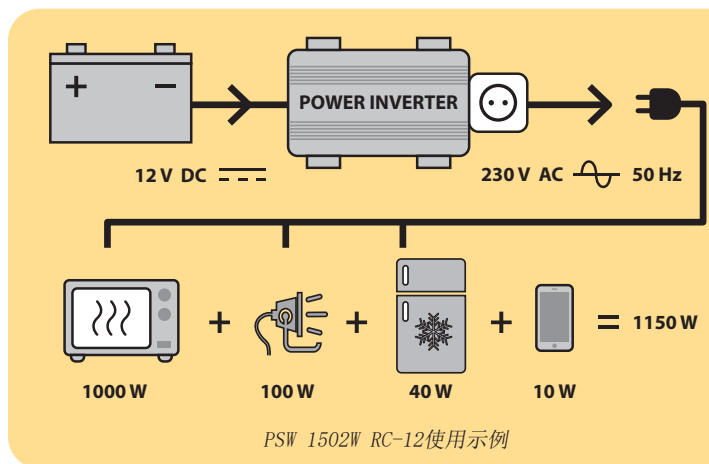 + −
POWER INVERTER
12 V DC
230 V AC 50 Hz
+ + + = 1150 W
1000 W 100 W 40 W 10 W
PSW 1502W RC-12使用示例